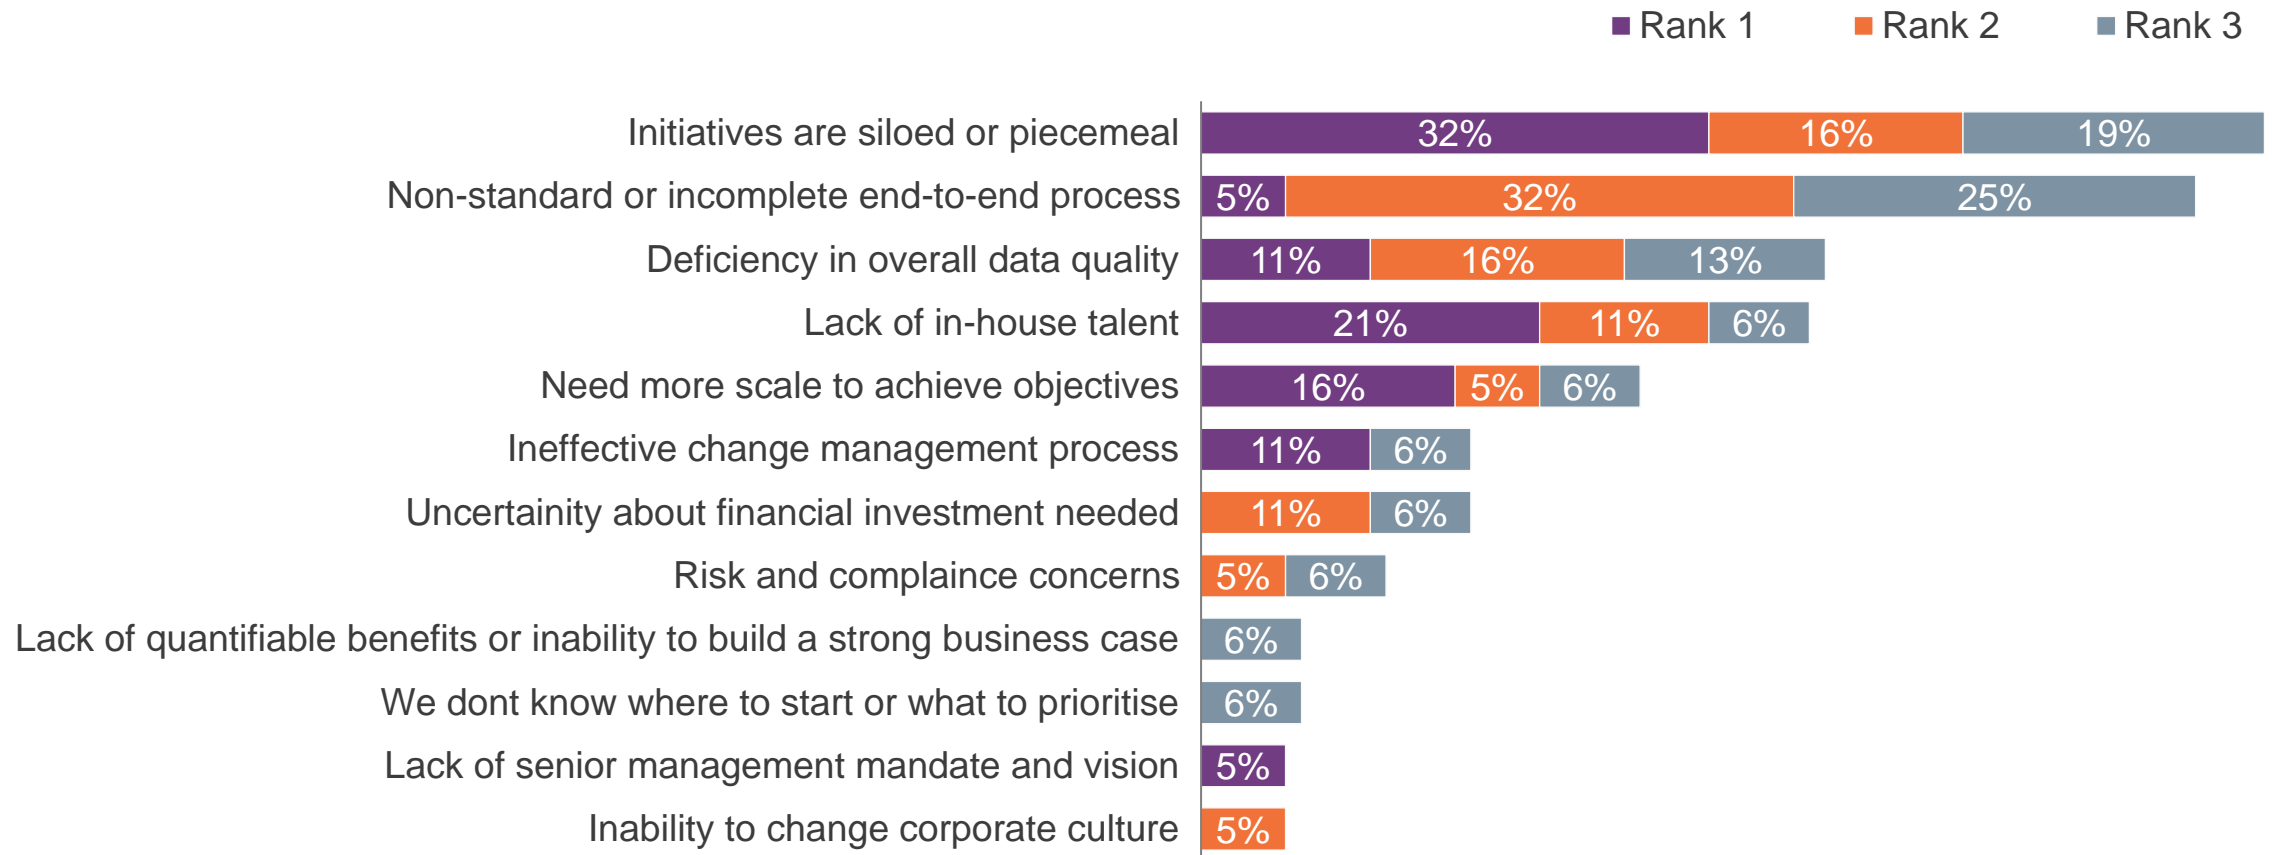 Rank 1 Rank 2 Rank 3
Initiatives are siloed or piecemeal 32% 16% 19%
Non-standard or incomplete end-to-end process 5% 32% 25%
Deficiency in overall data quality 11% 16% 13%
Lack of in-house talent 21% 11% 6%
Need more scale to achieve objectives 16% 5% 6%
Ineffective change management process 11% 6%
Uncertainity about financial investment needed 11% 6%
Risk and complaince concerns 5% 6%
Lack of quantifiable benefits or inability to build a strong business case 6%
We dont know where to start or what to prioritise 6%
Lack of senior management mandate and vision 5%
Inability to change corporate culture 5%